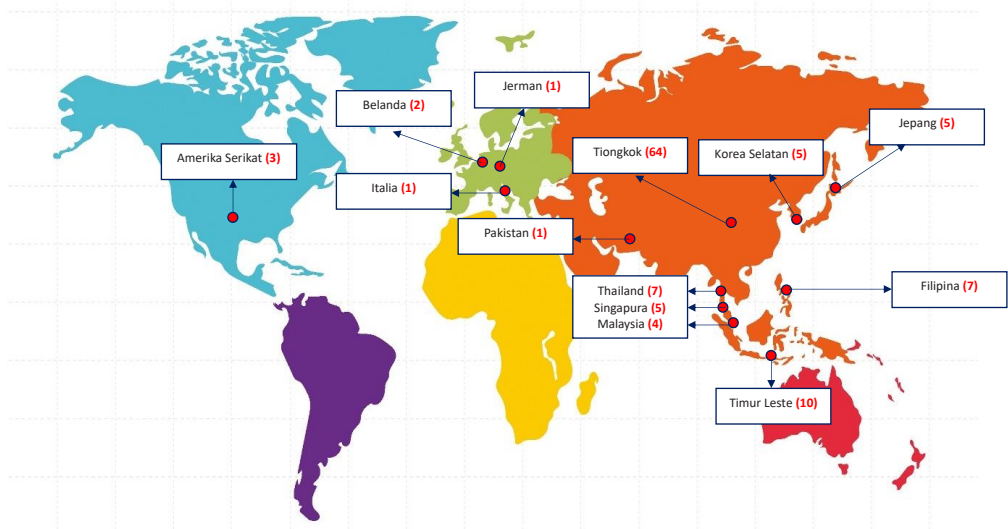 Jerman (1)
Belanda (2)
Jepang (5)
Amerika Serikat (3)
Tiongkok (64)
Korea Selatan (5)
Italia (1)
Pakistan (1)
Thailand (7)
Singapura (5)
Malaysia (4)
Filipina (7)
Timur Leste (10)